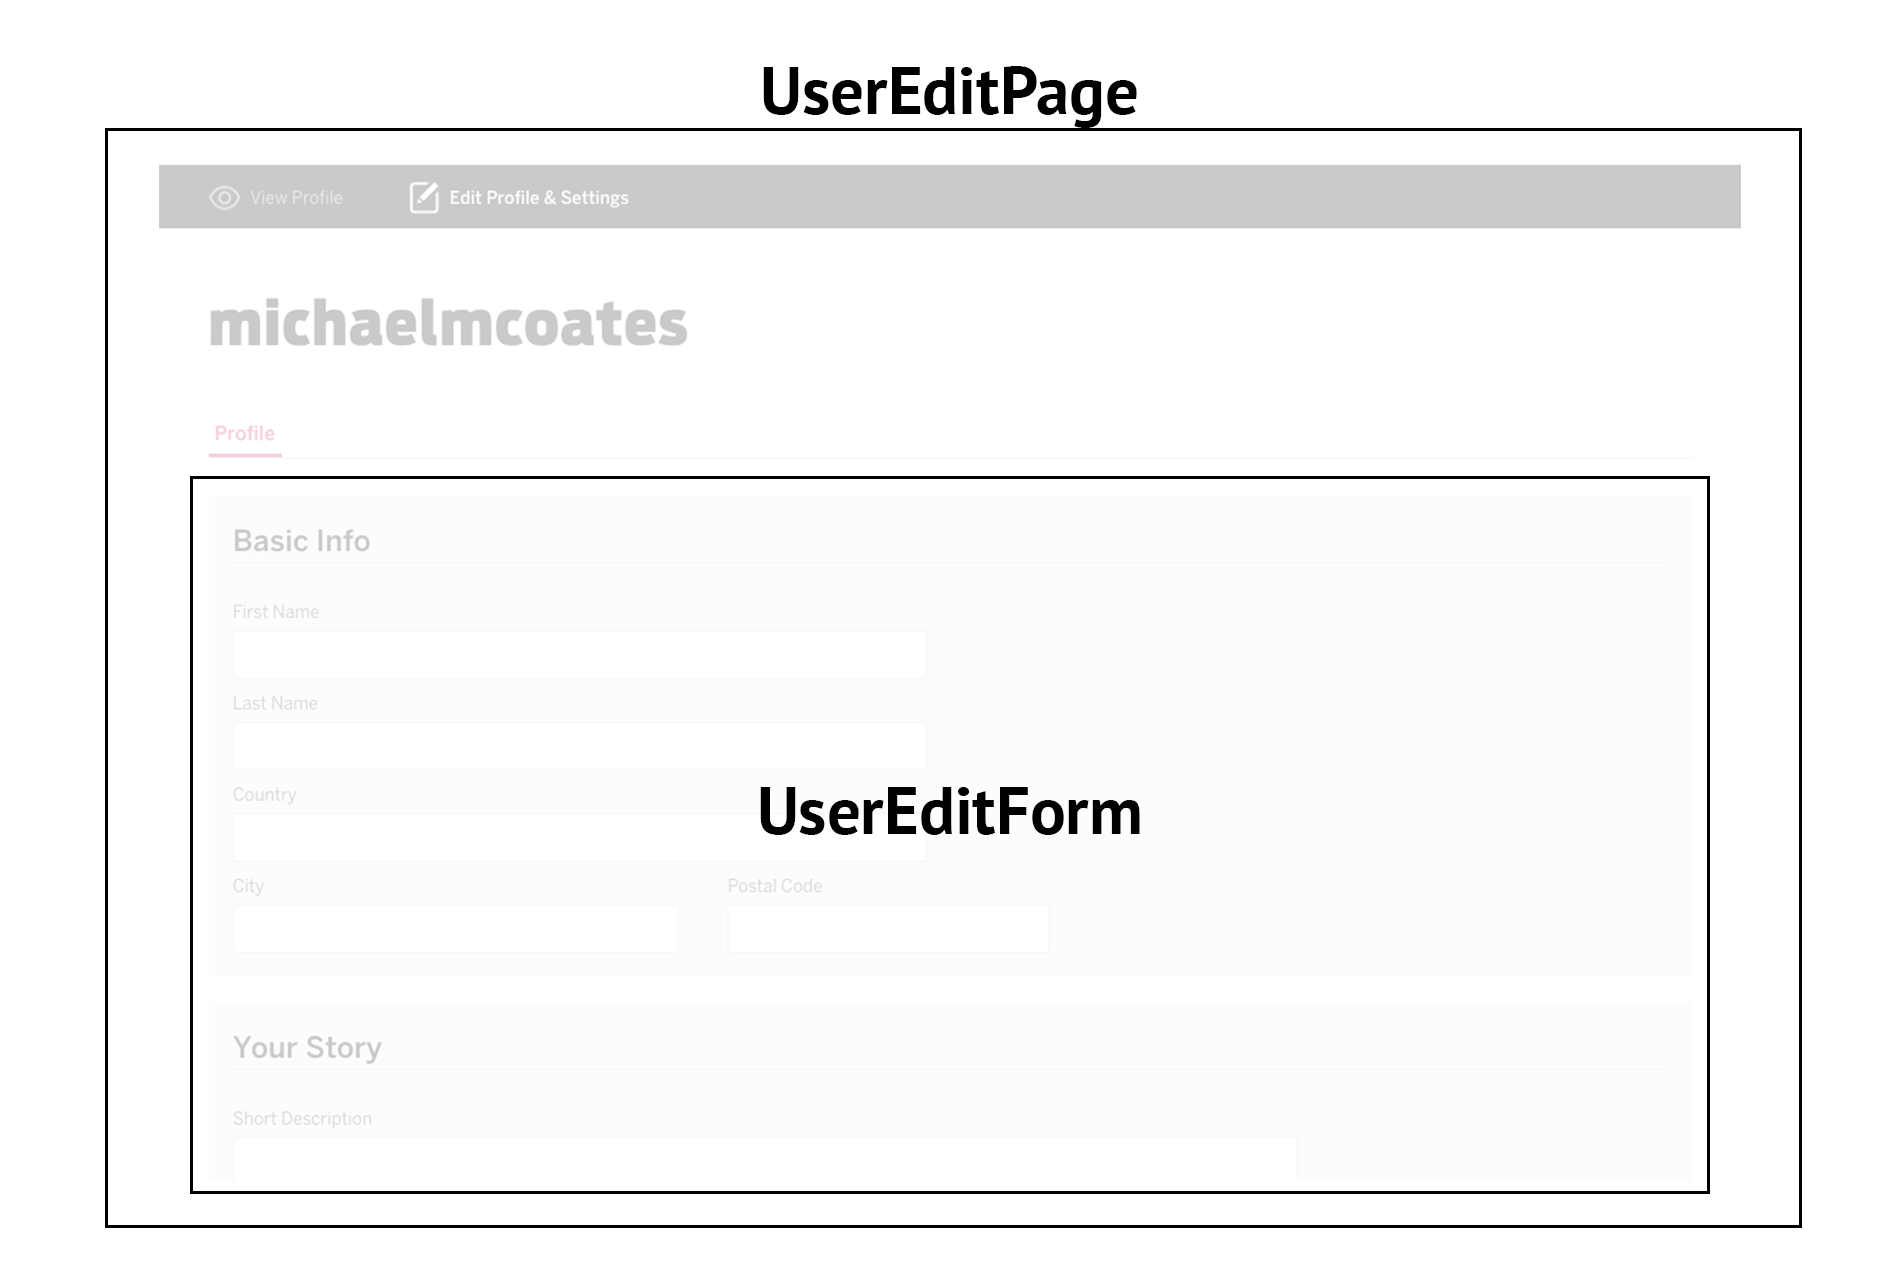 UserEditPage
View Profile
Edit Profile & Settings
michaelmcoates
Profile
Basic Info
First Name
Last Name
Country
UserEditForm
City
Postal Code
Your Story
Short Description